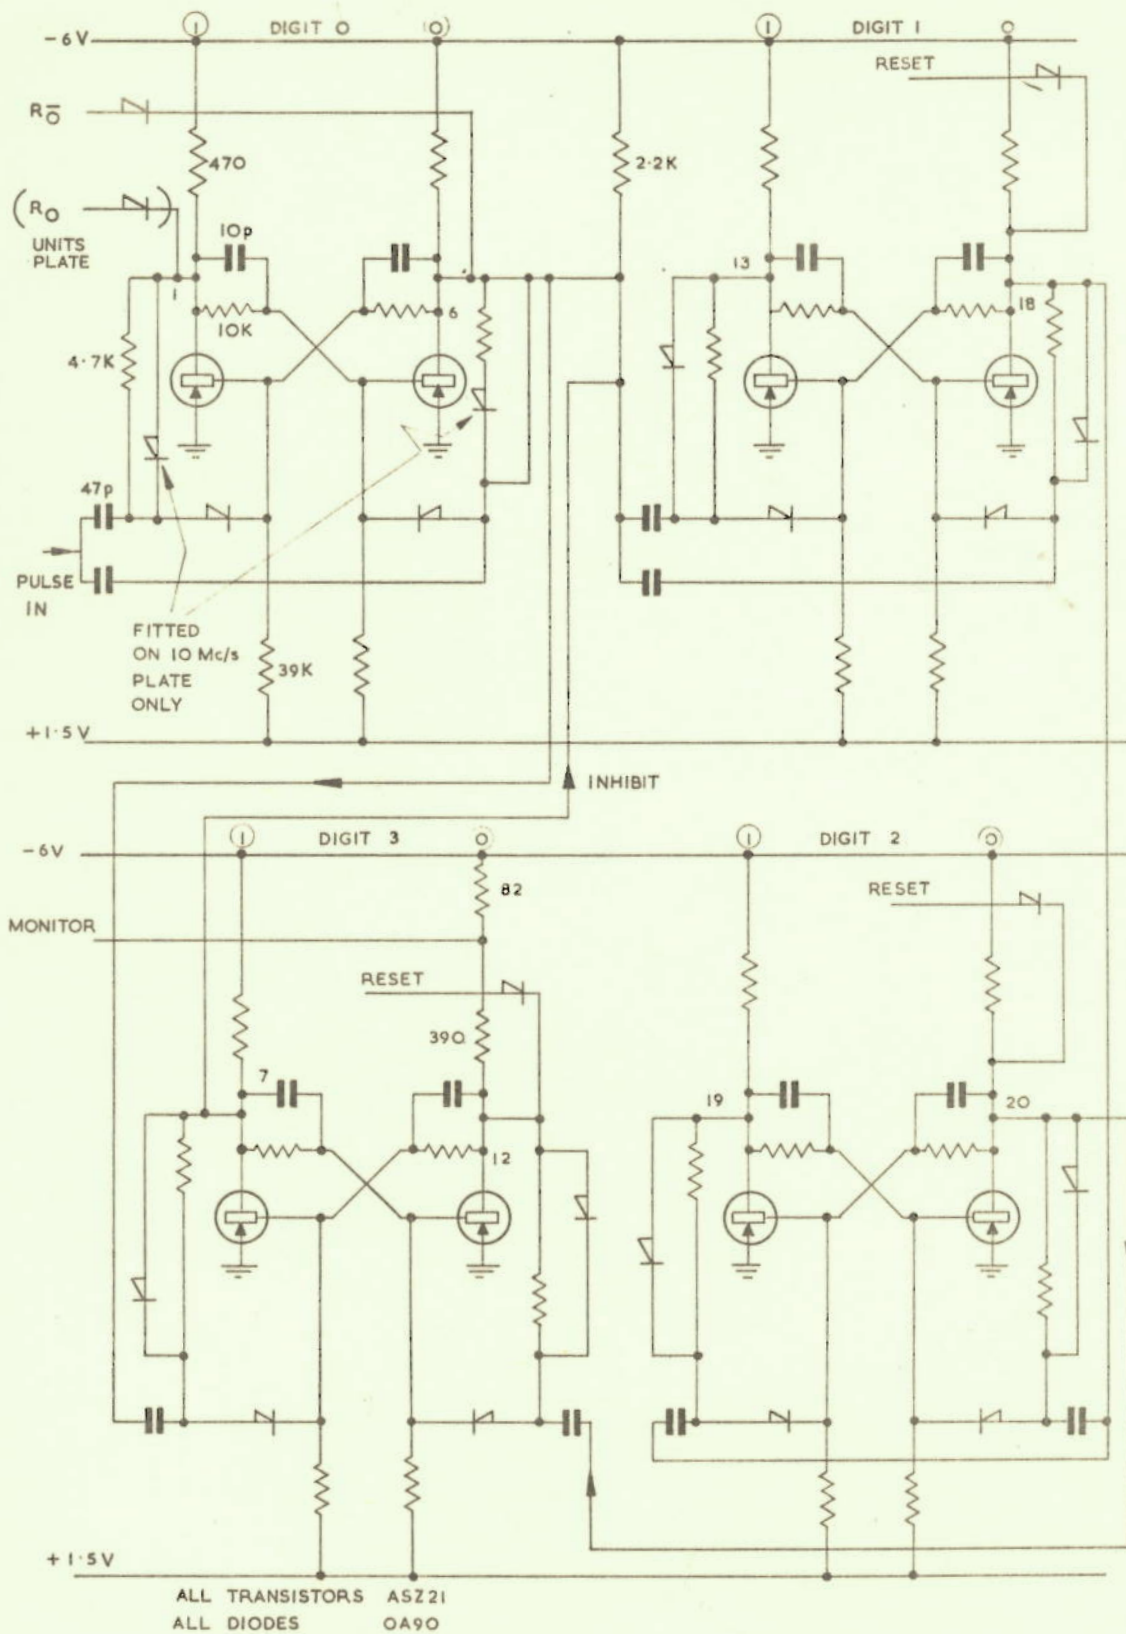 1 DIGIT 0 0 1 DIGIT 1 0
-6V
RESET
R0̅
470
2·2K
(R0)
UNITS
PLATE
10p
1
13
10K
6
18
4·7K
47p
PULSE
IN
FITTED
ON 10 Mc/s
PLATE
ONLY
39K
+1·5V
INHIBIT
1 DIGIT 3 0 1 DIGIT 2 0
-6V
82
RESET
MONITOR
RESET
390
7
19
20
12
+1·5V
ALL TRANSISTORS ASZ21
ALL DIODES OA90